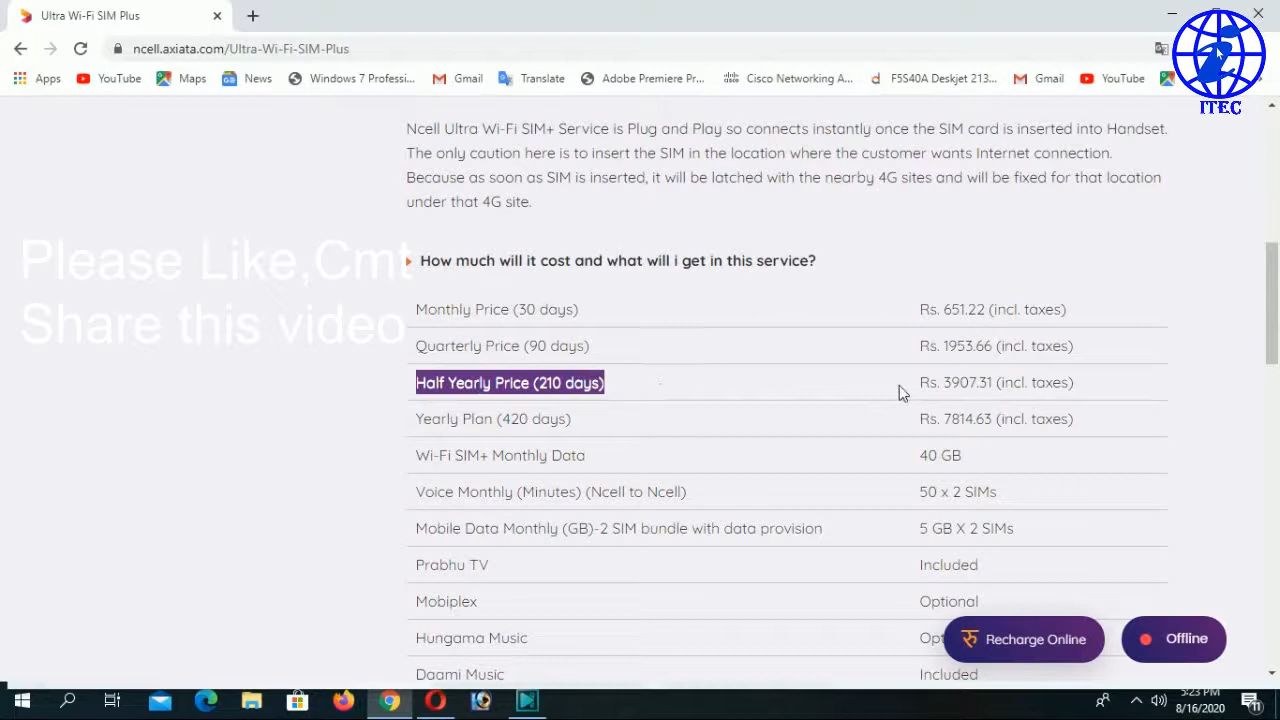 Ultra Wi-Fi SIM Plus
ncell.axiata.com/Ultra-Wi-Fi-SIM-Plus
Apps YouTube Maps News Windows 7 Professi... Gmail Translate Adobe Premiere Pr... Cisco Networking A... F5S40A Deskjet 213... Gmail YouTube
ITEC
Ncell Ultra Wi-Fi SIM+ Service is Plug and Play so connects instantly once the SIM card is inserted into Handset.
The only caution here is to insert the SIM in the location where the customer wants Internet connection.
Because as soon as SIM is inserted, it will be latched with the nearby 4G sites and will be fixed for that location
under that 4G site.
Please Like,Cmt
Share this video
How much will it cost and what will i get in this service?
Monthly Price (30 days) Rs. 651.22 (incl. taxes)
Quarterly Price (90 days) Rs. 1953.66 (incl. taxes)
Half Yearly Price (210 days) Rs. 3907.31 (incl. taxes)
Yearly Plan (420 days) Rs. 7814.63 (incl. taxes)
Wi-Fi SIM+ Monthly Data 40 GB
Voice Monthly (Minutes) (Ncell to Ncell) 50 x 2 SIMs
Mobile Data Monthly (GB)-2 SIM bundle with data provision 5 GB X 2 SIMs
Prabhu TV Included
Mobiplex Optional
Hungama Music
Daami Music Included
रु Recharge Online
Offline
5:23 PM
8/16/2020
11